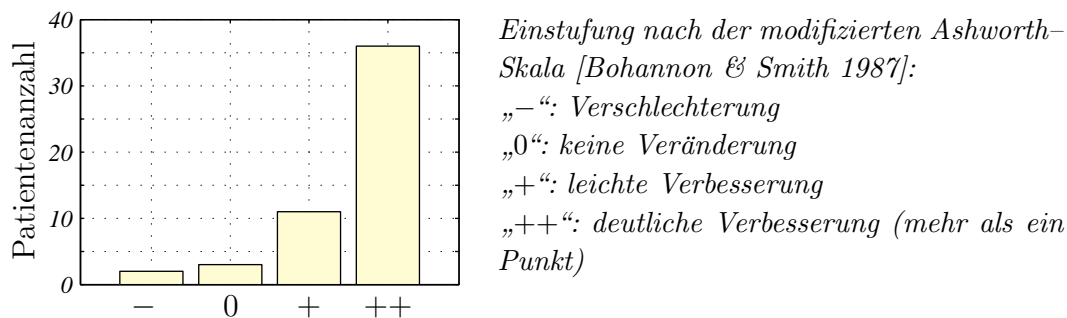 Patientenanzahl
40
30
20
10
0
− 0 + ++
Einstufung nach der modifizierten Ashworth–
Skala [Bohannon & Smith 1987]:
„−“: Verschlechterung
„0“: keine Veränderung
„+“: leichte Verbesserung
„++“: deutliche Verbesserung (mehr als ein
Punkt)